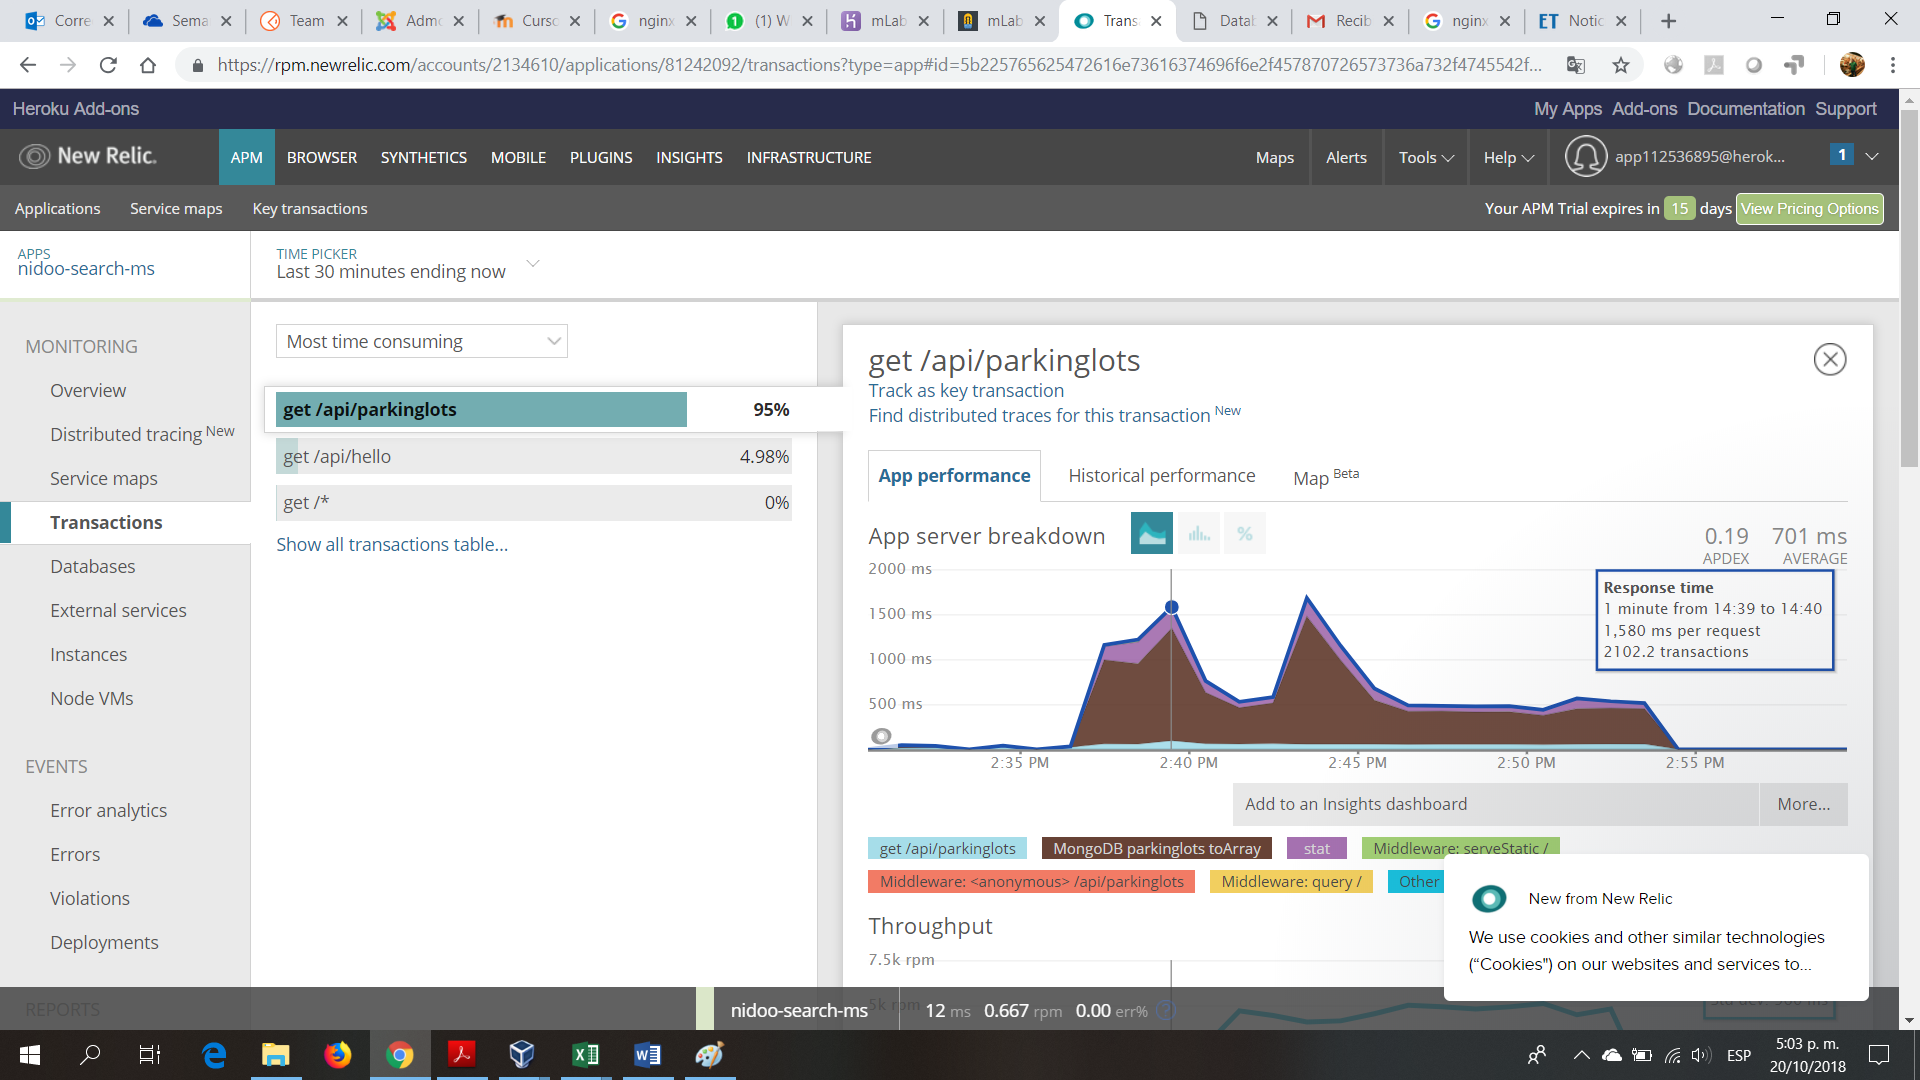 Corre
Sema
Team
Admc
Curso
nginx
(1) W
mLab
mLab
Trans
Datab
Recib
nginx
ET Notic
https://rpm.newrelic.com/accounts/2134610/applications/81242092/transactions?type=app#id=5b225765625472616e73616374696f6e2f457870726573736a732f4745542f...
Heroku Add-ons
My Apps Add-ons Documentation Support
New Relic.
APM BROWSER SYNTHETICS MOBILE PLUGINS INSIGHTS INFRASTRUCTURE
Maps Alerts Tools Help app112536895@herok... 1
Applications Service maps Key transactions
Your APM Trial expires in 15 days View Pricing Options
APPS
nidoo-search-ms
TIME PICKER
Last 30 minutes ending now
MONITORING
Overview
Distributed tracing New
Service maps
Transactions
Databases
External services
Instances
Node VMs
EVENTS
Error analytics
Errors
Violations
Deployments
REPORTS
Most time consuming
get /api/parkinglots 95%
get /api/hello 4.98%
get /* 0%
Show all transactions table...
get /api/parkinglots
Track as key transaction
Find distributed traces for this transaction New
App performance Historical performance Map Beta
App server breakdown
%
0.19 701 ms
APDEX AVERAGE
2000 ms
1500 ms
1000 ms
500 ms
Response time
1 minute from 14:39 to 14:40
1,580 ms per request
2102.2 transactions
2:35 PM 2:40 PM 2:45 PM 2:50 PM 2:55 PM
Add to an Insights dashboard More...
get /api/parkinglots MongoDB parkinglots toArray stat Middleware: serveStatic /
Middleware: <anonymous> /api/parkinglots Middleware: query / Other
Throughput
7.5k rpm
5k rpm
New from New Relic
We use cookies and other similar technologies
("Cookies") on our websites and services to...
nidoo-search-ms 12 ms 0.667 rpm 0.00 err% ?
ESP
5:03 p. m.
20/10/2018